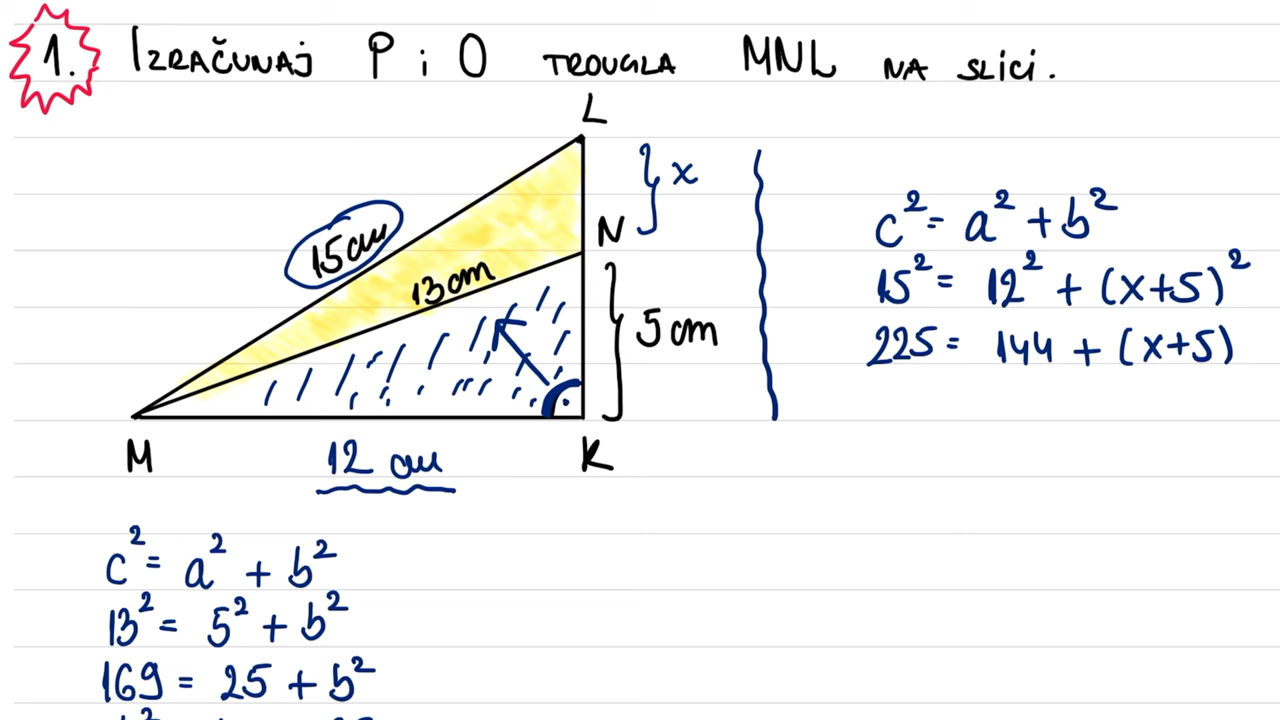 1. IZRAČUNAJ P i O TROUGLA MNL NA SLICI.
L
x
15cm
N
13cm
5cm
M
12 cm
K
c² = a² + b²
15² = 12² + (x+5)²
225 = 144 + (x+5)
c² = a² + b²
13² = 5² + b²
169 = 25 + b²